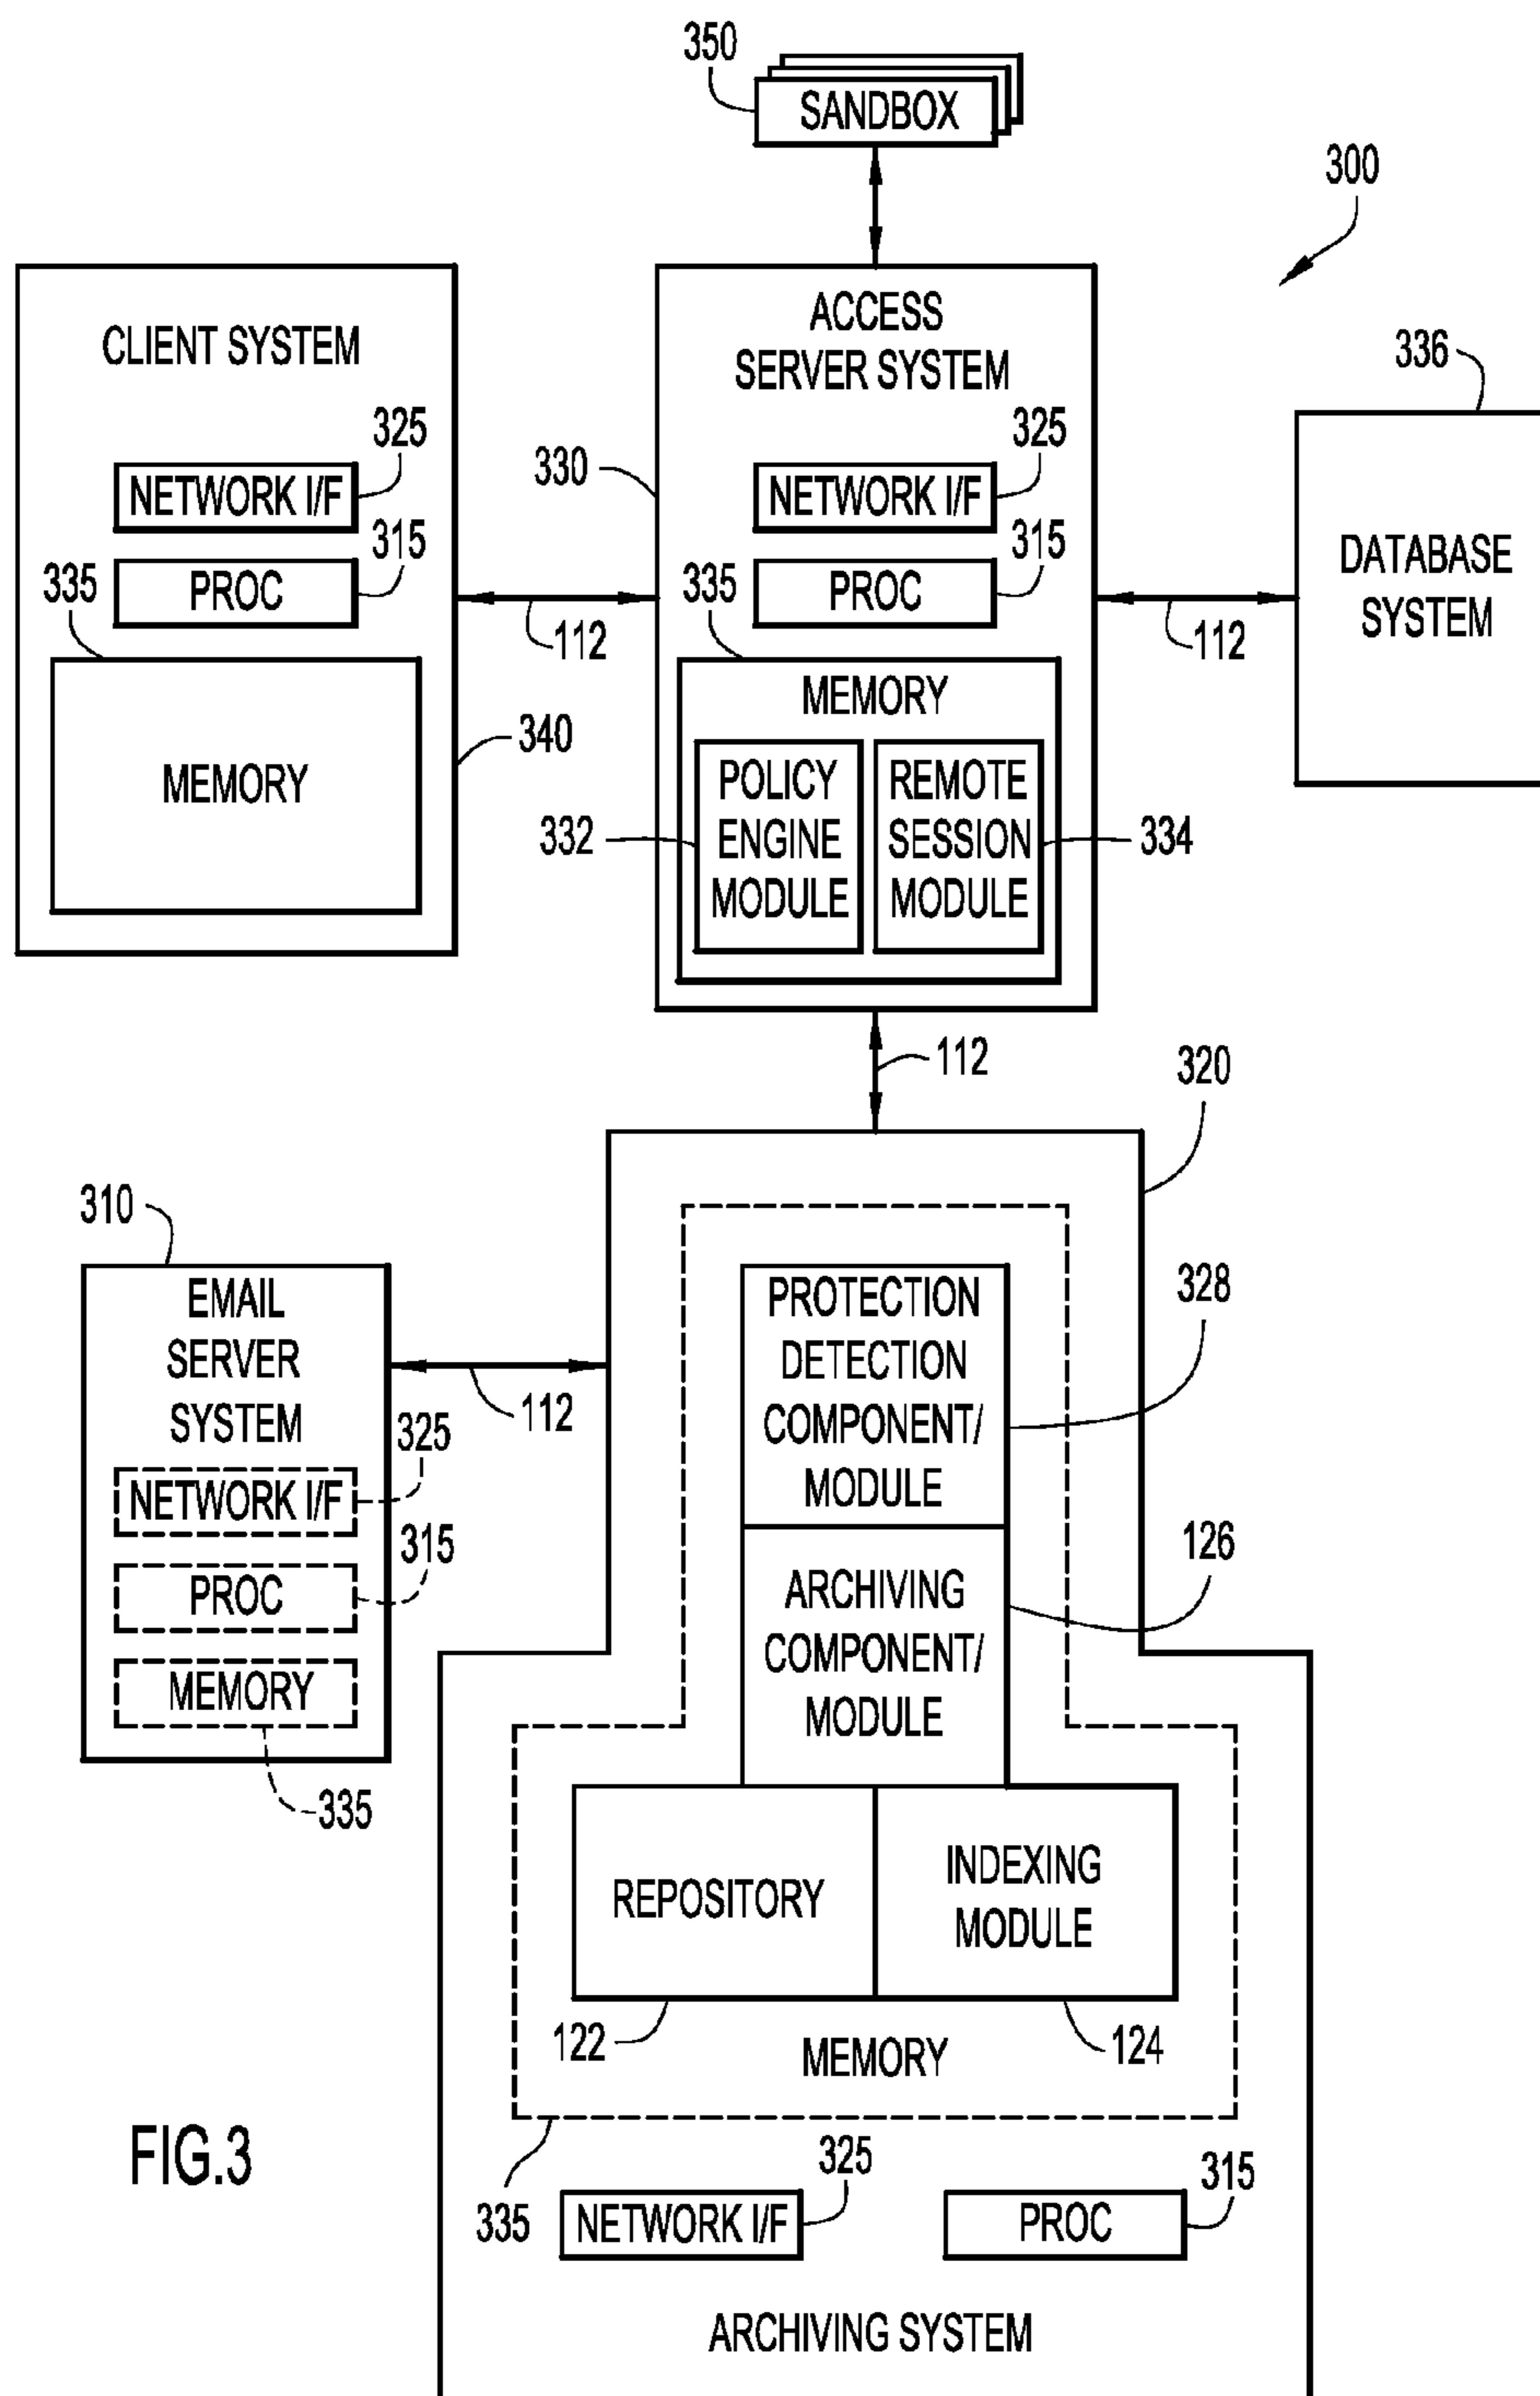 350
SANDBOX
300
CLIENT SYSTEM
325
NETWORK I/F
315
PROC
335
MEMORY
340
112
ACCESS
SERVER SYSTEM
330
325
NETWORK I/F
315
PROC
335
MEMORY
332
POLICY
ENGINE
MODULE
REMOTE
SESSION
MODULE
334
112
336
DATABASE
SYSTEM
112
320
310
EMAIL
SERVER
SYSTEM
325
NETWORK I/F
315
PROC
MEMORY
335
112
PROTECTION
DETECTION
COMPONENT/
MODULE
328
ARCHIVING
COMPONENT/
MODULE
126
REPOSITORY
INDEXING
MODULE
122
124
MEMORY
335
325
NETWORK I/F
315
PROC
ARCHIVING SYSTEM
FIG.3